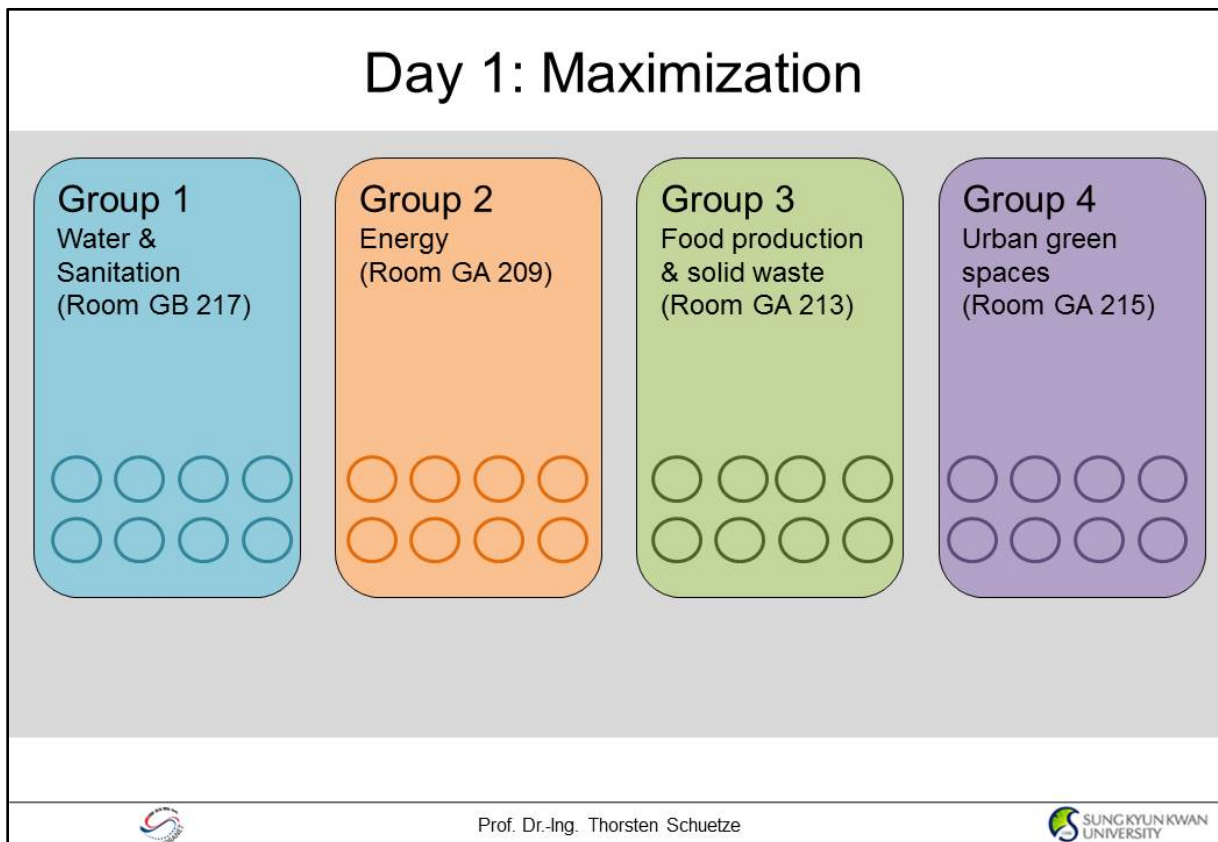 Day 1: Maximization
Group 1
Water &
Sanitation
(Room GB 217)
Group 2
Energy
(Room GA 209)
Group 3
Food production
& solid waste
(Room GA 213)
Group 4
Urban green
spaces
(Room GA 215)
Prof. Dr.-Ing. Thorsten Schuetze
SUNGKYUNKWAN
UNIVERSITY